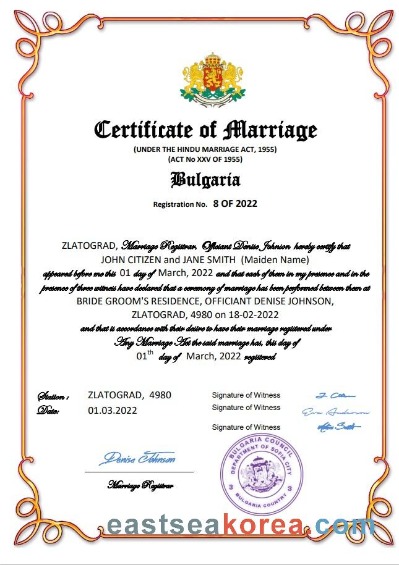 Certificate of Marriage
(UNDER THE HINDU MARRIAGE ACT, 1955)
(ACT No XXV OF 1955)
Bulgaria
Registration No. 8 OF 2022
ZLATOGRAD, Marriage Registrar, Officiant Denise Johnson hereby certify that
JOHN CITIZEN and JANE SMITH (Maiden Name)
appeared before me this 01 day of March, 2022 and that each of them in my presence and in the
presence of three witness have declared that a ceremony of marriage has been performed between them at
BRIDE GROOM'S RESIDENCE, OFFICIANT DENISE JOHNSON,
ZLATOGRAD, 4980 on 18-02-2022
and that is accordance with their desire to have their marriage registered under
Any Marriage Act the said marriage has, this day of
01th day of March, 2022 registered
Station : ZLATOGRAD, 4980
Date: 01.03.2022
Signature of Witness
Signature of Witness
Signature of Witness
Denise Johnson
Marriage Registrar
BULGARIA COUNCIL
DEPARTMENT OF SOFIA CITY
BULGARIA COUNTRY
eastseakorea.com